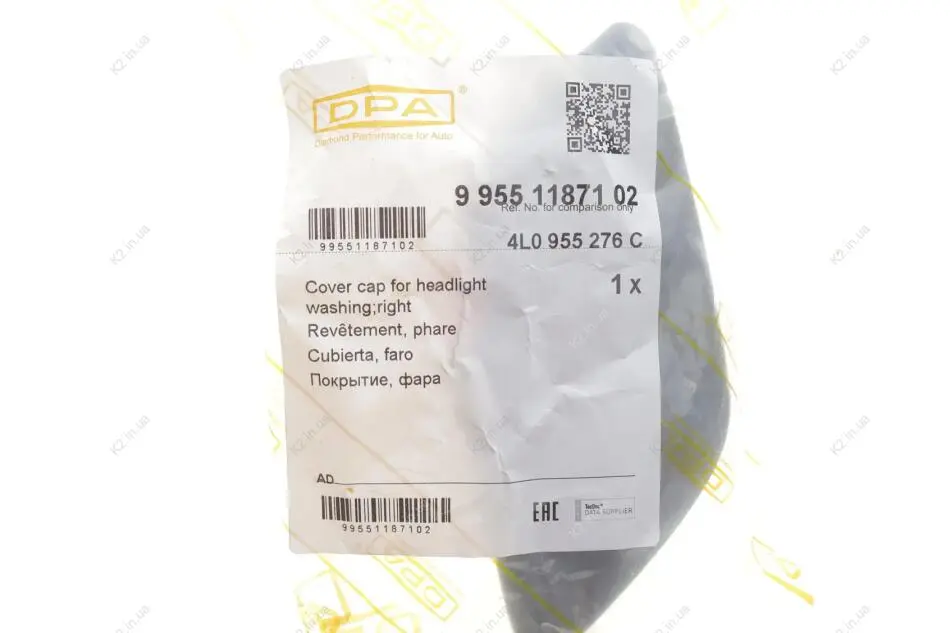 DPA®
Diamond Performance for Auto
9 955 11871 02
Ref. No. for comparison only
99551187102
4L0 955 276 C
Cover cap for headlight
washing;right
1 x
Revêtement, phare
Cubierta, faro
Покрытие, фара
AD
99551187102
EAC
TecDoc
DATA SUPPLIER
DPA
K2.in.ua